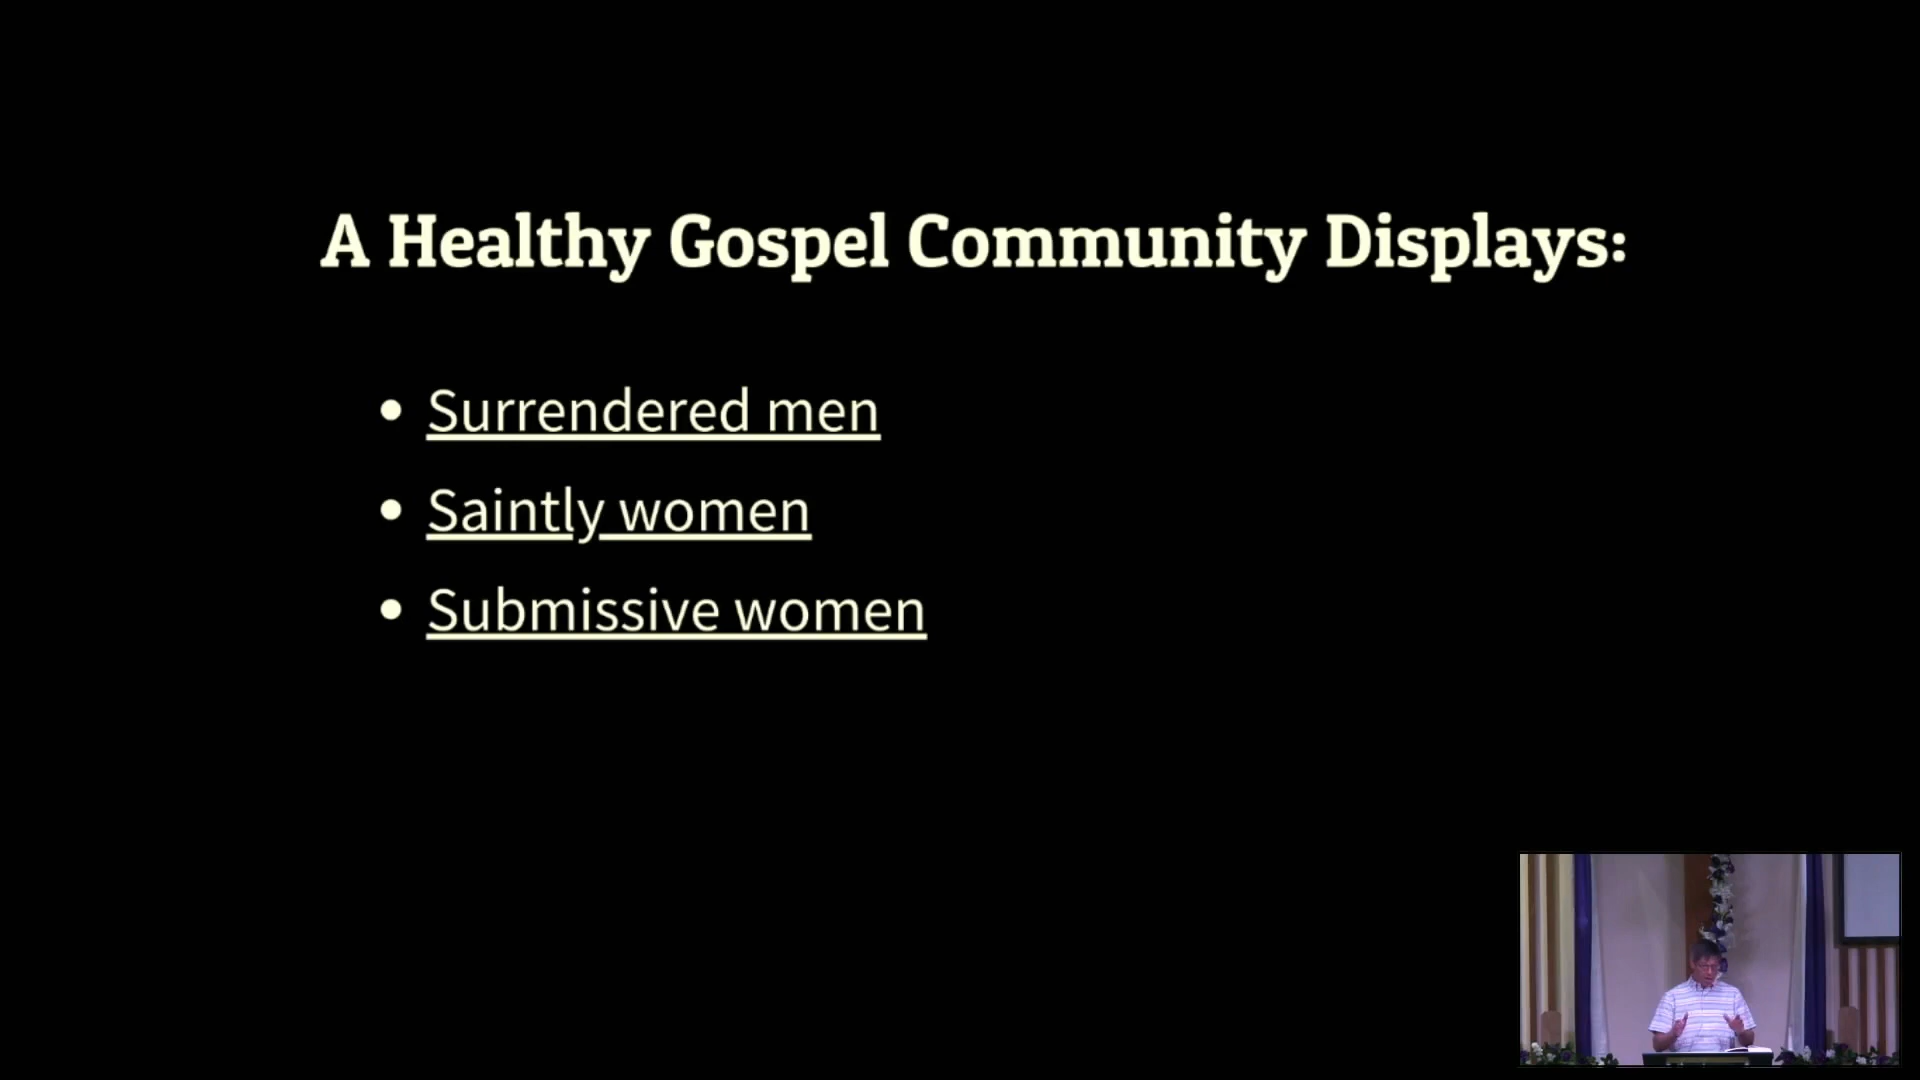 A Healthy Gospel Community Displays:
• Surrendered men
• Saintly women
• Submissive women